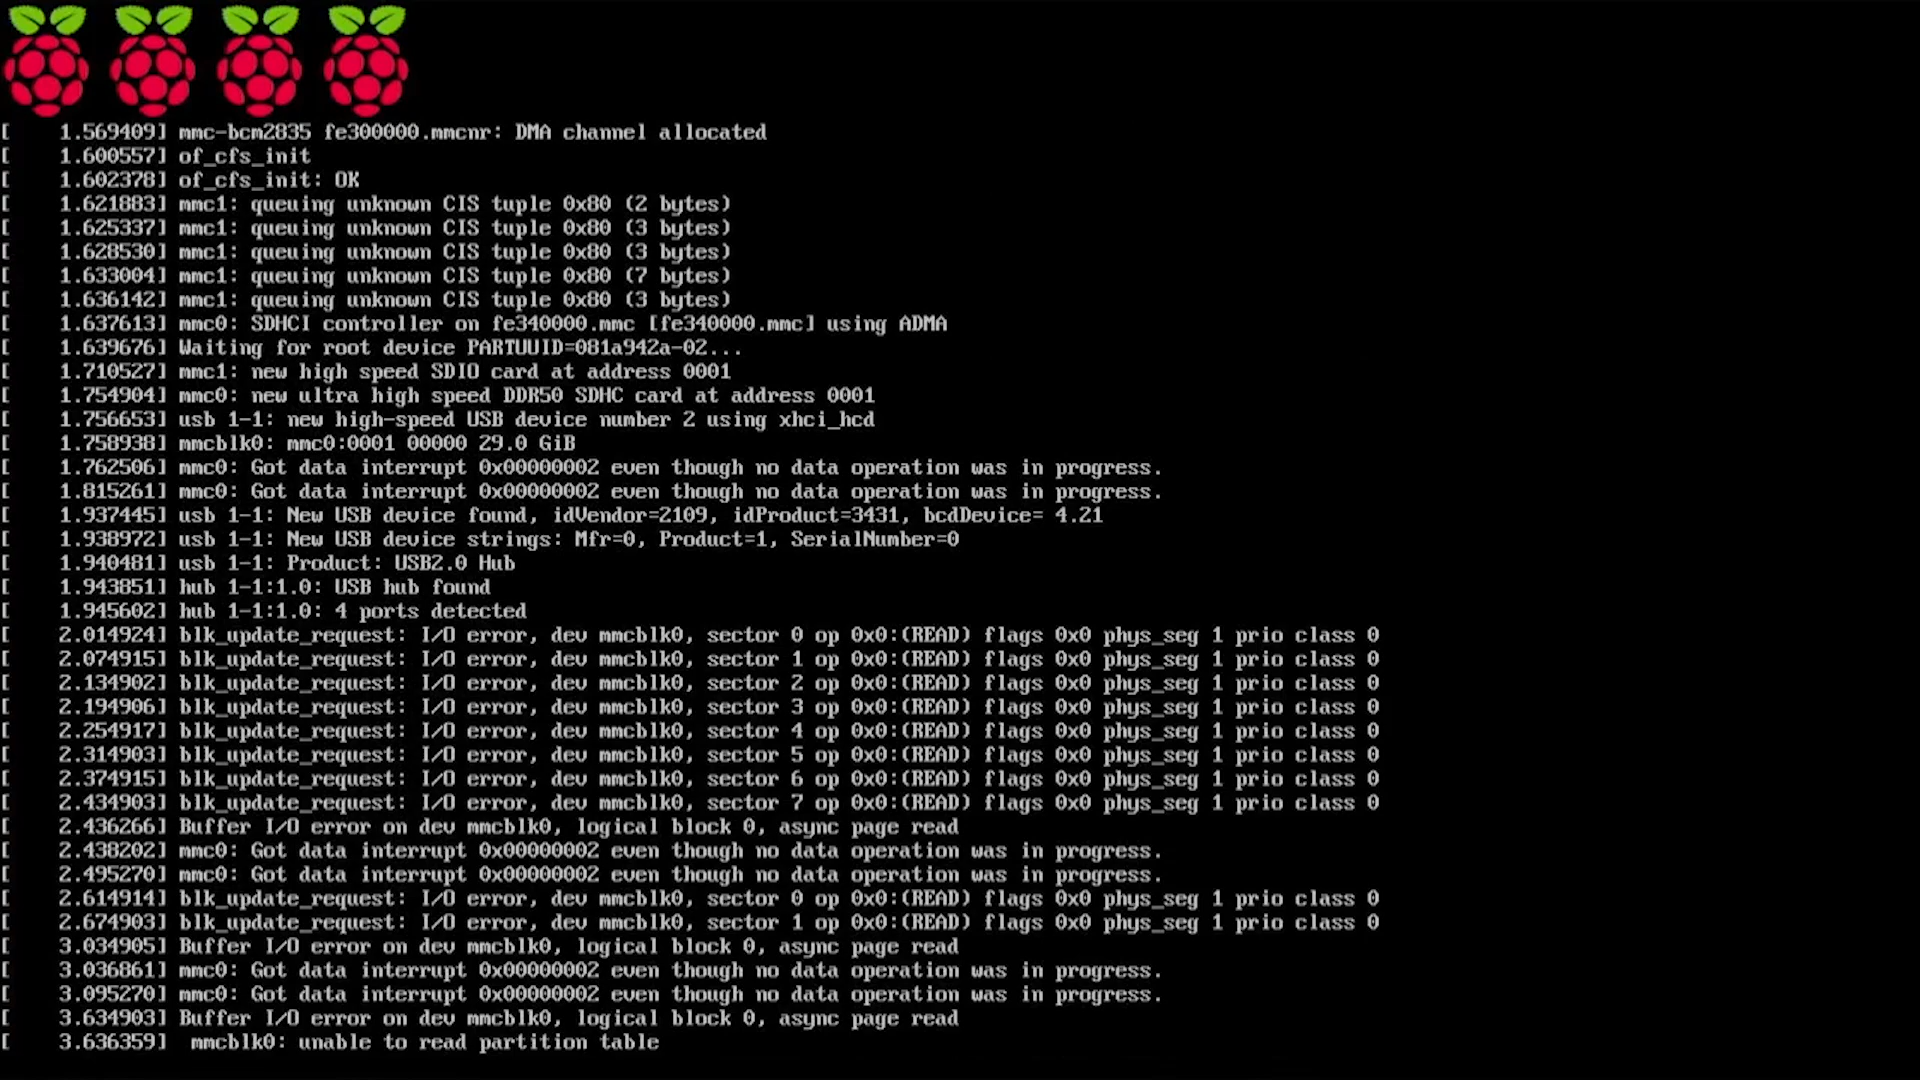 [    1.569409] mmc-bcm2835 fe300000.mmcnr: DMA channel allocated
[    1.600557] of_cfs_init
[    1.602378] of_cfs_init: OK
[    1.621883] mmc1: queuing unknown CIS tuple 0x80 (2 bytes)
[    1.625337] mmc1: queuing unknown CIS tuple 0x80 (3 bytes)
[    1.628530] mmc1: queuing unknown CIS tuple 0x80 (3 bytes)
[    1.633004] mmc1: queuing unknown CIS tuple 0x80 (7 bytes)
[    1.636142] mmc1: queuing unknown CIS tuple 0x80 (3 bytes)
[    1.637613] mmc0: SDHCI controller on fe340000.mmc [fe340000.mmc] using ADMA
[    1.639676] Waiting for root device PARTUUID=081a942a-02...
[    1.710527] mmc1: new high speed SDIO card at address 0001
[    1.754904] mmc0: new ultra high speed DDR50 SDHC card at address 0001
[    1.756653] usb 1-1: new high-speed USB device number 2 using xhci_hcd
[    1.758938] mmcblk0: mmc0:0001 00000 29.0 GiB
[    1.762506] mmc0: Got data interrupt 0x00000002 even though no data operation was in progress.
[    1.815261] mmc0: Got data interrupt 0x00000002 even though no data operation was in progress.
[    1.937445] usb 1-1: New USB device found, idVendor=2109, idProduct=3431, bcdDevice= 4.21
[    1.938972] usb 1-1: New USB device strings: Mfr=0, Product=1, SerialNumber=0
[    1.940481] usb 1-1: Product: USB2.0 Hub
[    1.943851] hub 1-1:1.0: USB hub found
[    1.945602] hub 1-1:1.0: 4 ports detected
[    2.014924] blk_update_request: I/O error, dev mmcblk0, sector 0 op 0x0:(READ) flags 0x0 phys_seg 1 prio class 0
[    2.074915] blk_update_request: I/O error, dev mmcblk0, sector 1 op 0x0:(READ) flags 0x0 phys_seg 1 prio class 0
[    2.134902] blk_update_request: I/O error, dev mmcblk0, sector 2 op 0x0:(READ) flags 0x0 phys_seg 1 prio class 0
[    2.194906] blk_update_request: I/O error, dev mmcblk0, sector 3 op 0x0:(READ) flags 0x0 phys_seg 1 prio class 0
[    2.254917] blk_update_request: I/O error, dev mmcblk0, sector 4 op 0x0:(READ) flags 0x0 phys_seg 1 prio class 0
[    2.314903] blk_update_request: I/O error, dev mmcblk0, sector 5 op 0x0:(READ) flags 0x0 phys_seg 1 prio class 0
[    2.374915] blk_update_request: I/O error, dev mmcblk0, sector 6 op 0x0:(READ) flags 0x0 phys_seg 1 prio class 0
[    2.434903] blk_update_request: I/O error, dev mmcblk0, sector 7 op 0x0:(READ) flags 0x0 phys_seg 1 prio class 0
[    2.436266] Buffer I/O error on dev mmcblk0, logical block 0, async page read
[    2.438202] mmc0: Got data interrupt 0x00000002 even though no data operation was in progress.
[    2.495270] mmc0: Got data interrupt 0x00000002 even though no data operation was in progress.
[    2.614914] blk_update_request: I/O error, dev mmcblk0, sector 0 op 0x0:(READ) flags 0x0 phys_seg 1 prio class 0
[    2.674903] blk_update_request: I/O error, dev mmcblk0, sector 1 op 0x0:(READ) flags 0x0 phys_seg 1 prio class 0
[    3.034905] Buffer I/O error on dev mmcblk0, logical block 0, async page read
[    3.036861] mmc0: Got data interrupt 0x00000002 even though no data operation was in progress.
[    3.095270] mmc0: Got data interrupt 0x00000002 even though no data operation was in progress.
[    3.634903] Buffer I/O error on dev mmcblk0, logical block 0, async page read
[    3.636359]  mmcblk0: unable to read partition table